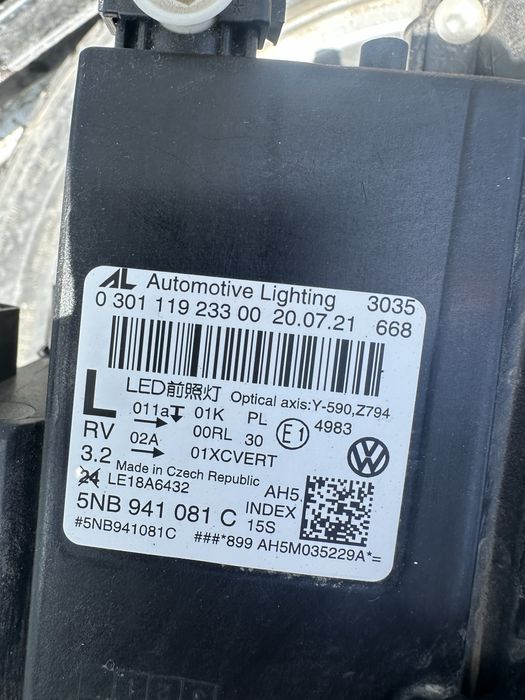 AL Automotive Lighting 3035
0 301 119 233 00 20.07.21 668
LED前照灯 Optical axis:Y-590,Z794
L 011a 01K PL E1 4983
RV 02A 00RL 30
3.2 01XCVERT
24 Made in Czech Republic
LE18A6432 AH5.
5NB 941 081 C INDEX
15S
#5NB941081C ###*899 AH5M035229A*=